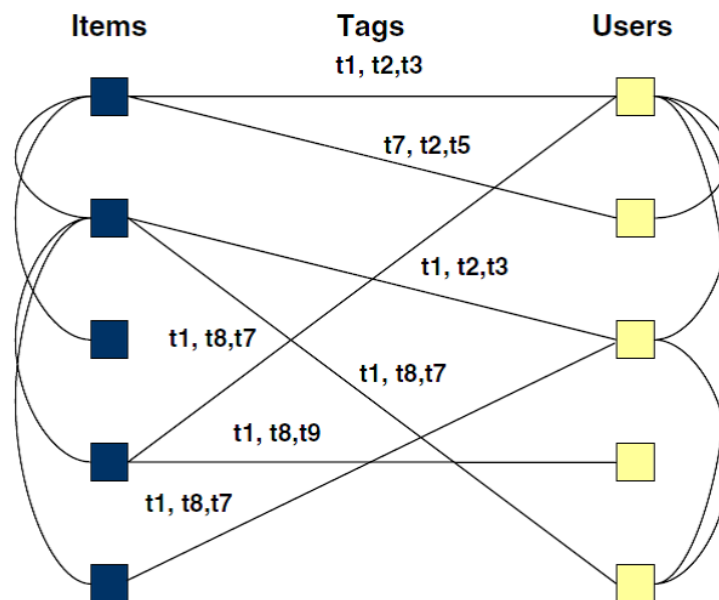 Items Tags Users
t1, t2,t3
t7, t2,t5
t1, t2,t3
t1, t8,t7
t1, t8,t7
t1, t8,t9
t1, t8,t7